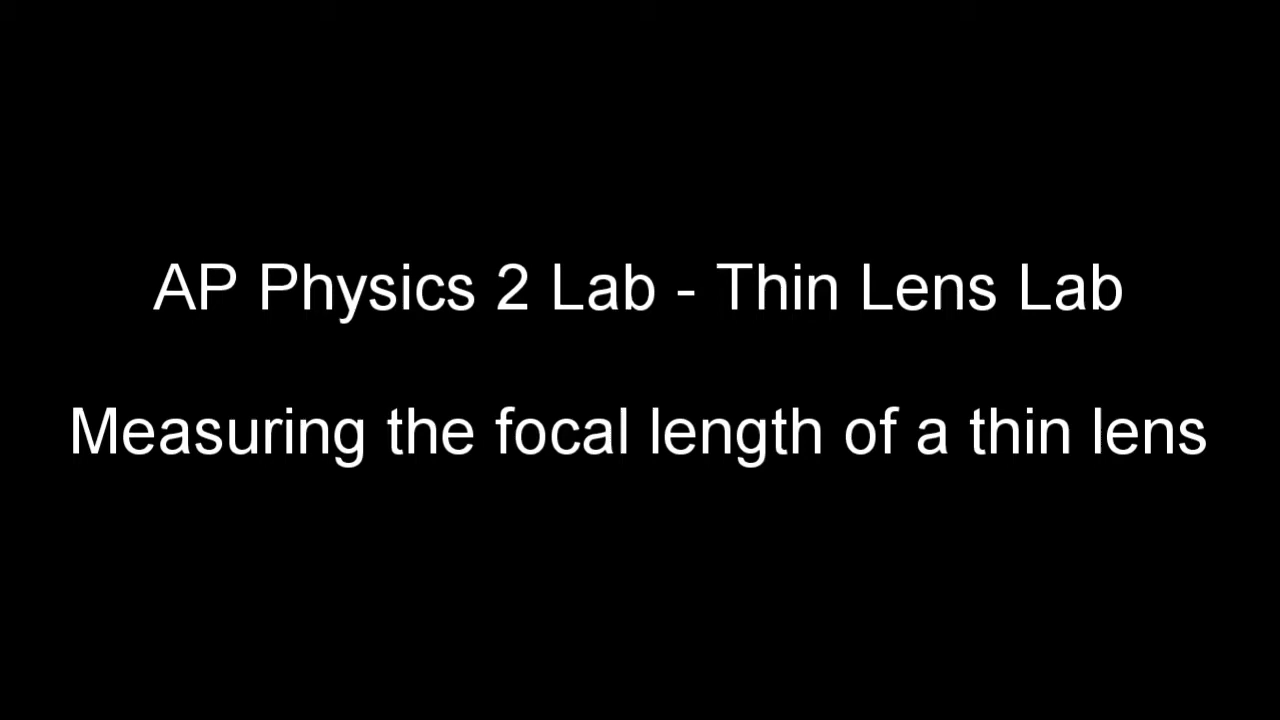 AP Physics 2 Lab - Thin Lens Lab
Measuring the focal length of a thin lens